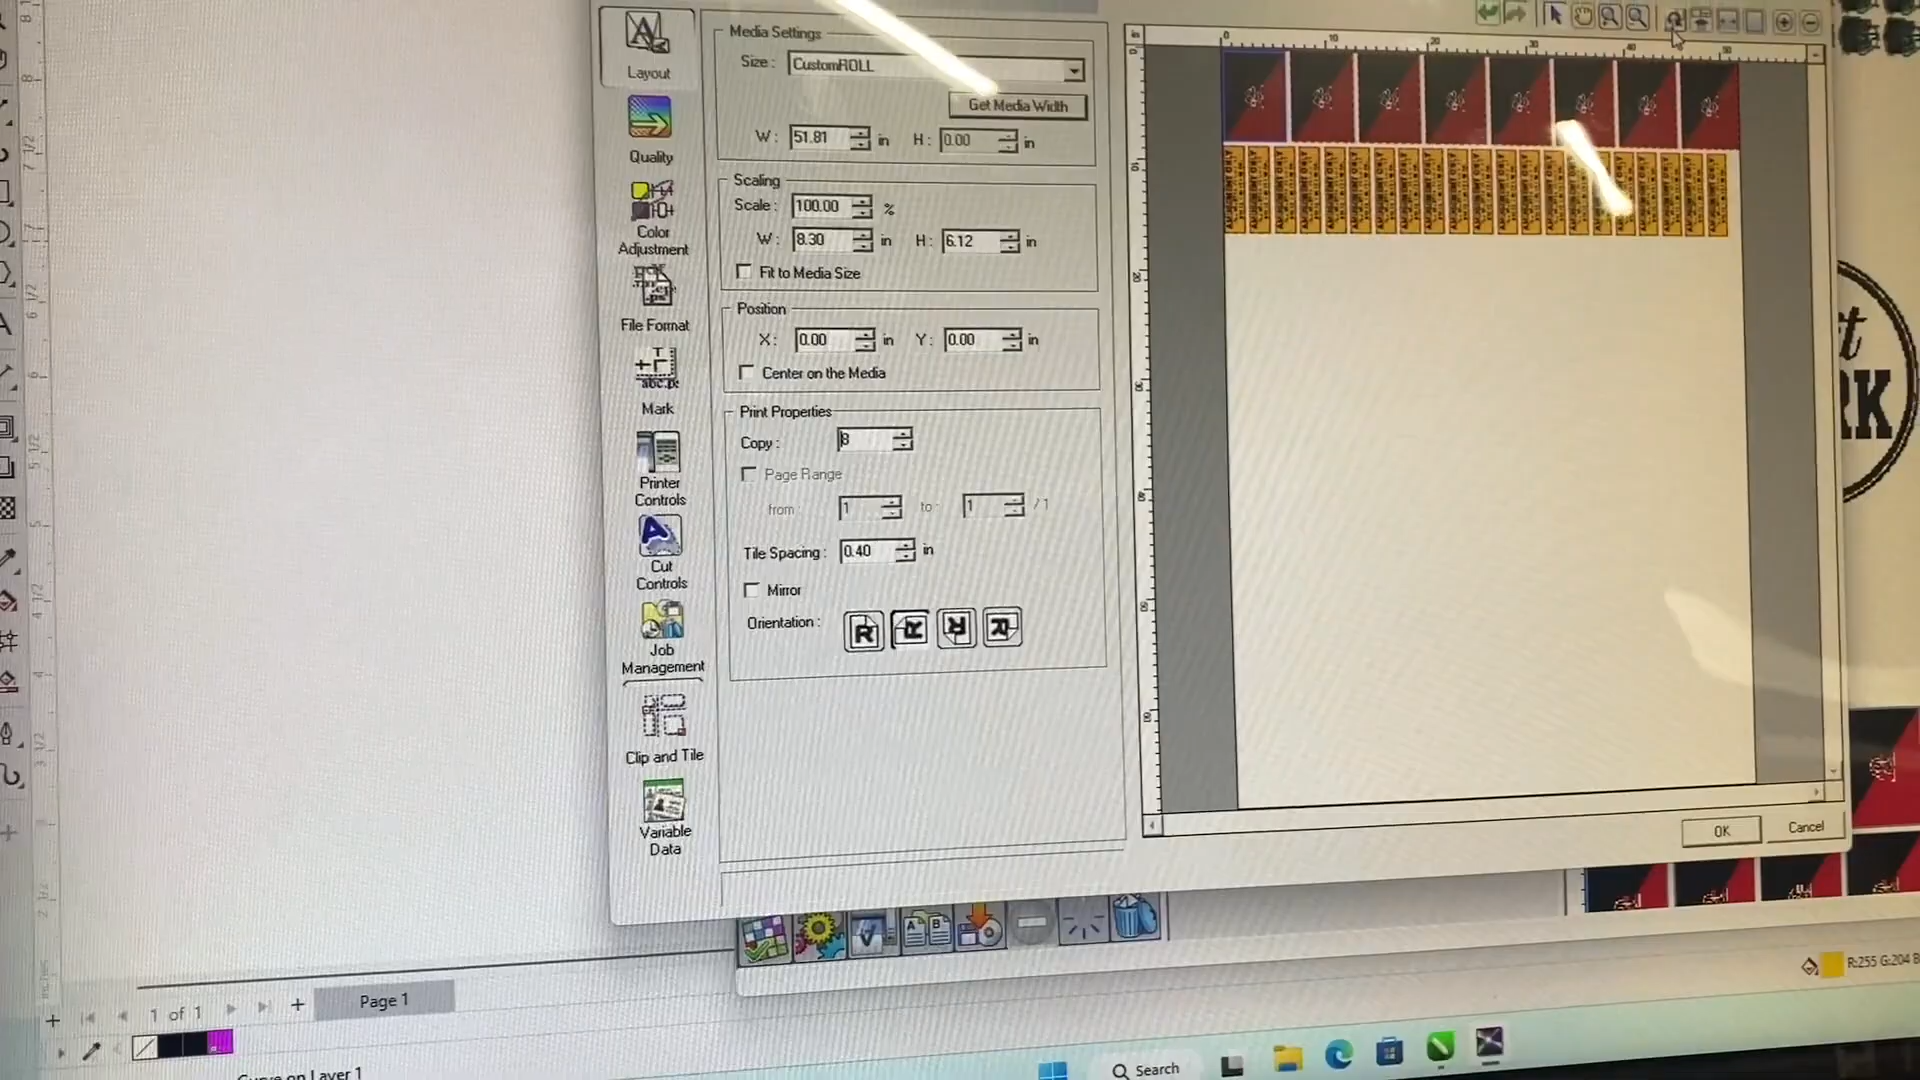 Layout
Quality
Color
Adjustment
File Format
Mark
Printer
Controls
Cut
Controls
Job
Management
Clip and Tile
Variable
Data
Media Settings
Size : CustomROLL
Get Media Width
W : 51.81 in H : 0.00 in
Scaling
Scale : 100.00 %
W : 8.30 in H : 6.12 in
Fit to Media Size
Position
X : 0.00 in Y : 0.00 in
Center on the Media
Print Properties
Copy : 8
Page Range
from : 1 to : 1 / 1
Tile Spacing : 0.40 in
Mirror
Orientation :
OK Cancel
1 of 1
Page 1
Curve on Layer 1
R:255 G:204 B
Search